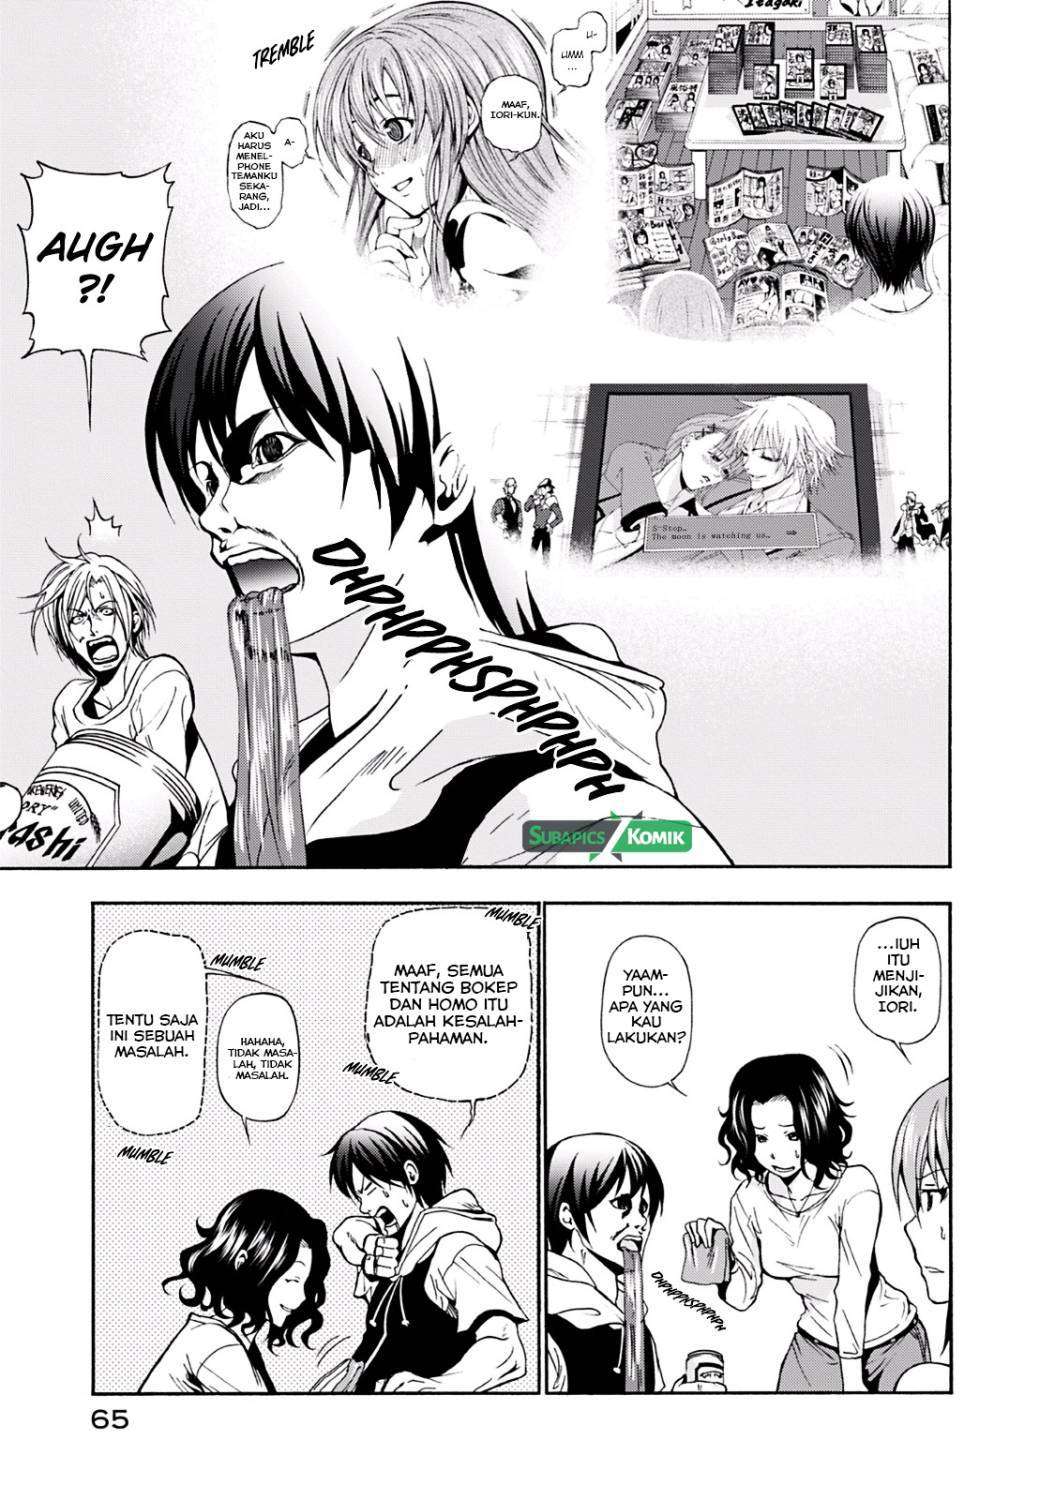 Itagaki
U-
UMM
...
MAAF,
IORI-KUN.
TREMBLE
A-
AKU
HARUS
MENEL-
PHONE
TEMANKU
SEKA-
RANG,
JADI...
AUGH
?!
S-Stop…
The moon is watching us…
DHPHPPHSPHPHPH
SUBAPICS KOMIK
...IUH
ITU
MENJI-
JIKAN,
IORI.
YAAM-
PUN...
APA YANG
KAU
LAKUKAN?
DHPHPPHSPHPHPH
MUMBLE
MAAF, SEMUA
TENTANG BOKEP
DAN HOMO ITU
ADALAH KESALAH-
PAHAMAN.
MUMBLE
MUMBLE
HAHAHA,
TIDAK MASA-
LAH, TIDAK
MASALAH.
TENTU SAJA
INI SEBUAH
MASALAH.
MUMBLE
65